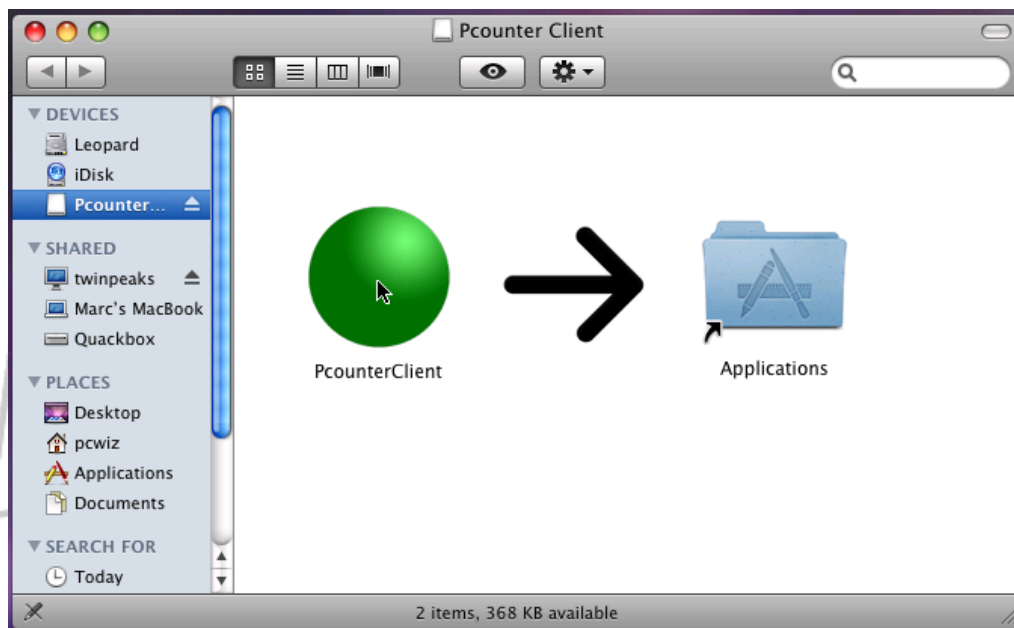 Pcounter Client
DEVICES
Leopard
iDisk
Pcounter...
SHARED
twinpeaks
Marc's MacBook
Quackbox
PLACES
Desktop
pcwiz
Applications
Documents
SEARCH FOR
Today
PcounterClient
Applications
2 items, 368 KB available